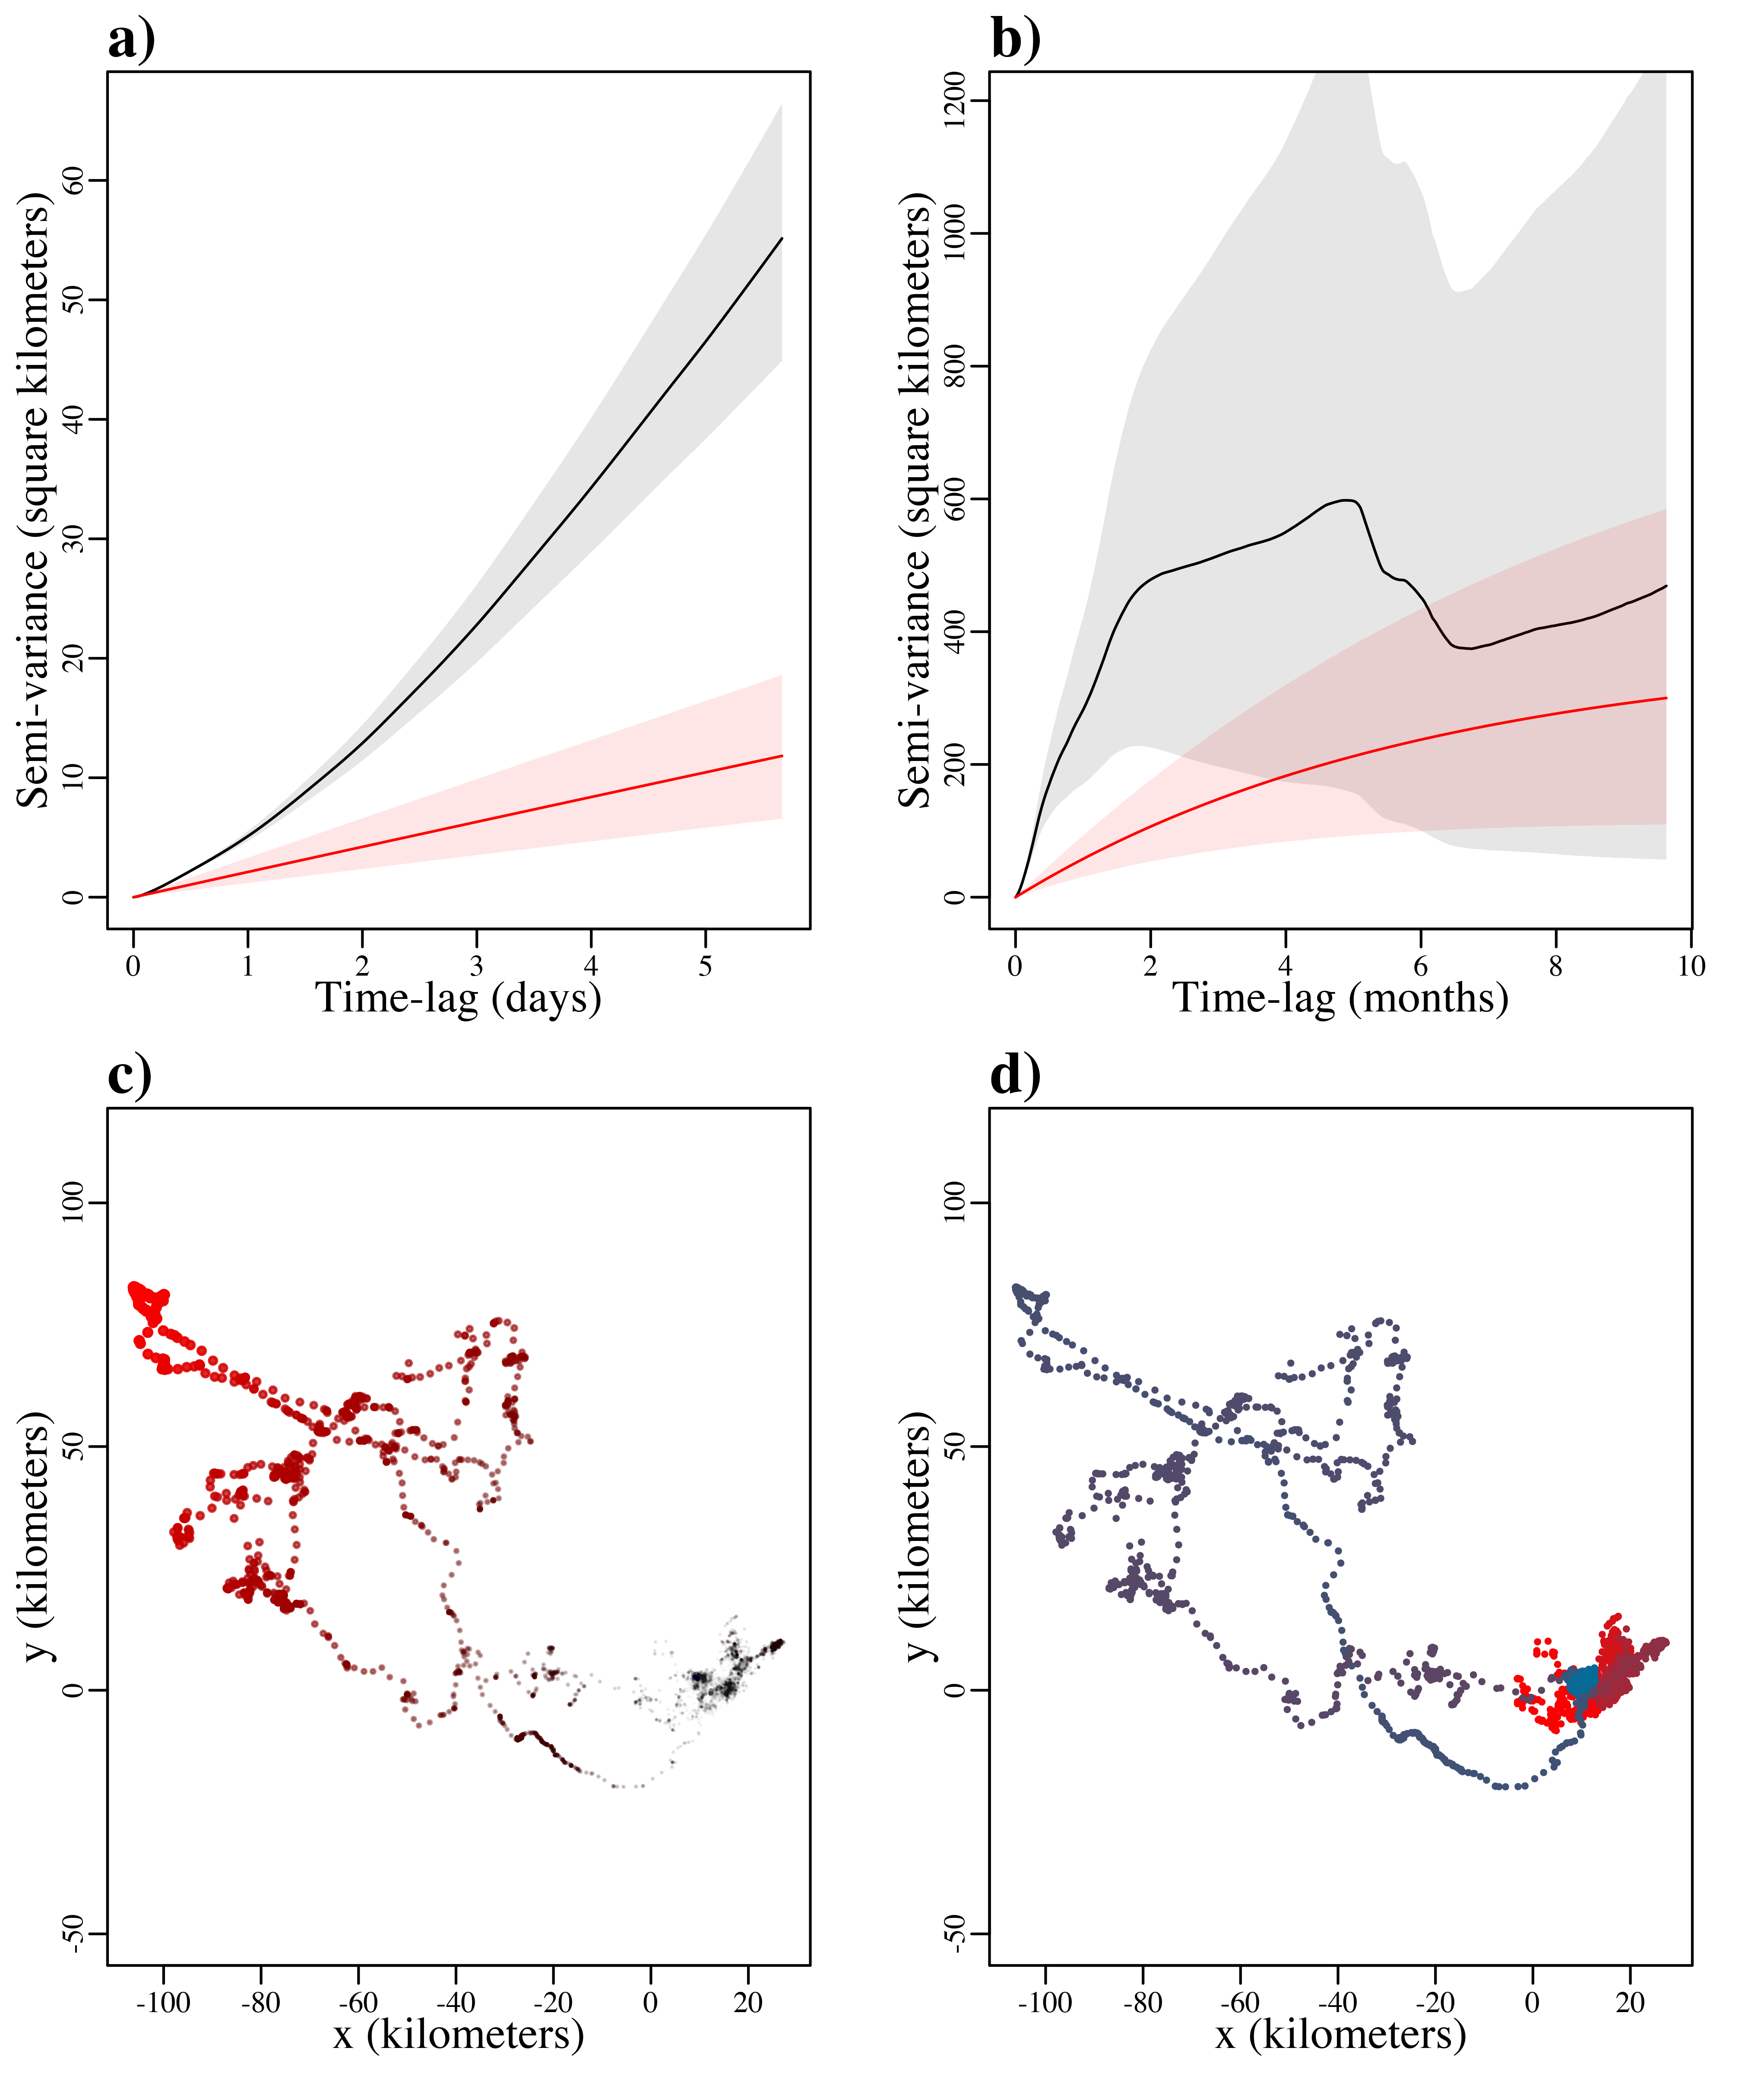 a)
Semi-variance (square kilometers)
0 10 20 30 40 50 60
0 1 2 3 4 5
Time-lag (days)
b)
Semi-variance (square kilometers)
0 200 400 600 800 1000 1200
0 2 4 6 8 10
Time-lag (months)
c)
y (kilometers)
-50 0 50 100
-100 -80 -60 -40 -20 0 20
x (kilometers)
d)
y (kilometers)
-50 0 50 100
-100 -80 -60 -40 -20 0 20
x (kilometers)